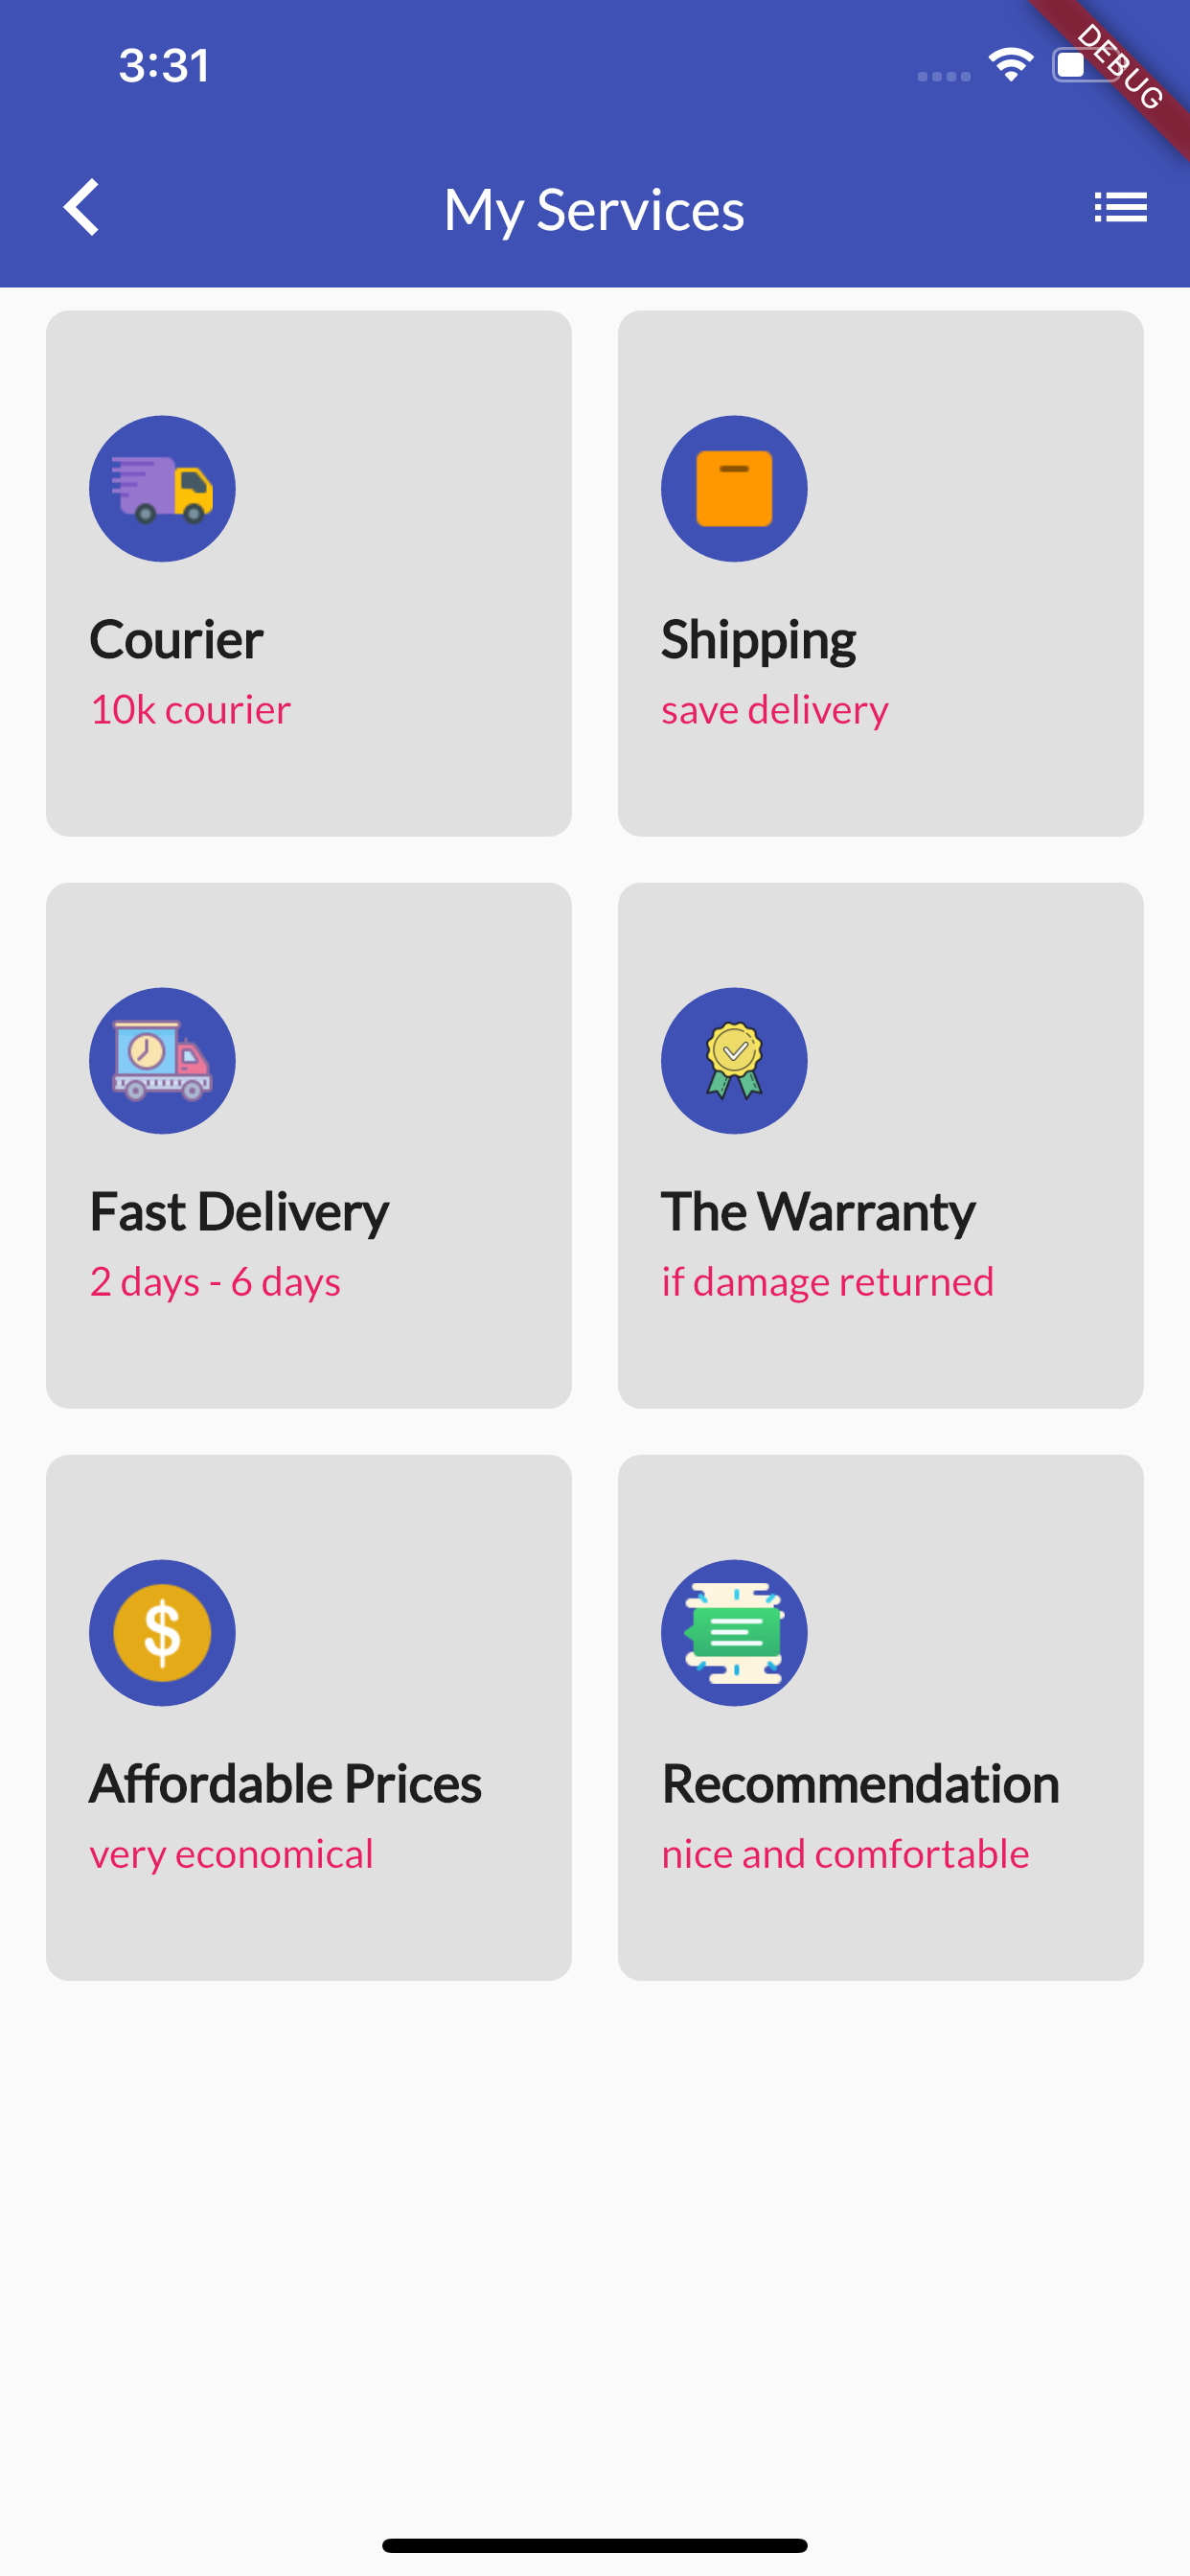 3:31
DEBUG
My Services
Courier
10k courier
Shipping
save delivery
Fast Delivery
2 days - 6 days
The Warranty
if damage returned
$
Affordable Prices
very economical
Recommendation
nice and comfortable